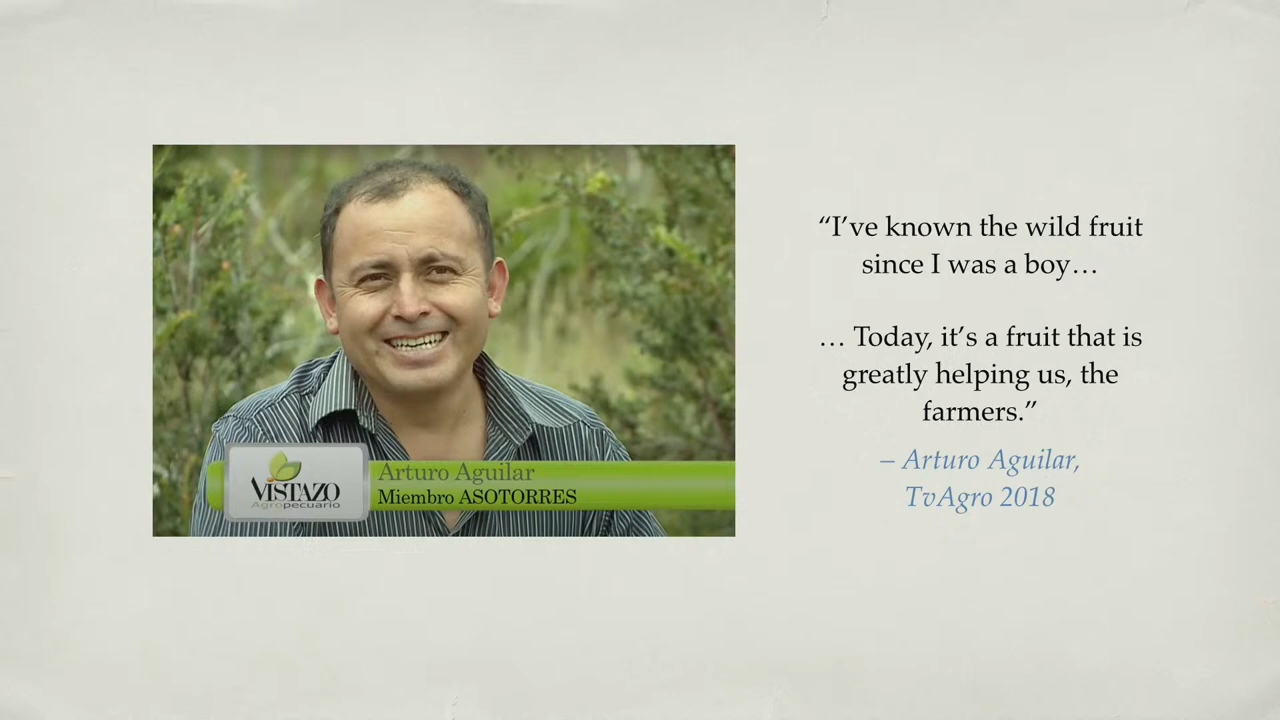 “I’ve known the wild fruit
since I was a boy…
… Today, it’s a fruit that is
greatly helping us, the
farmers.”
– Arturo Aguilar,
TvAgro 2018
Arturo Aguilar
Miembro ASOTORRES
VISTAZO
Agropecuario